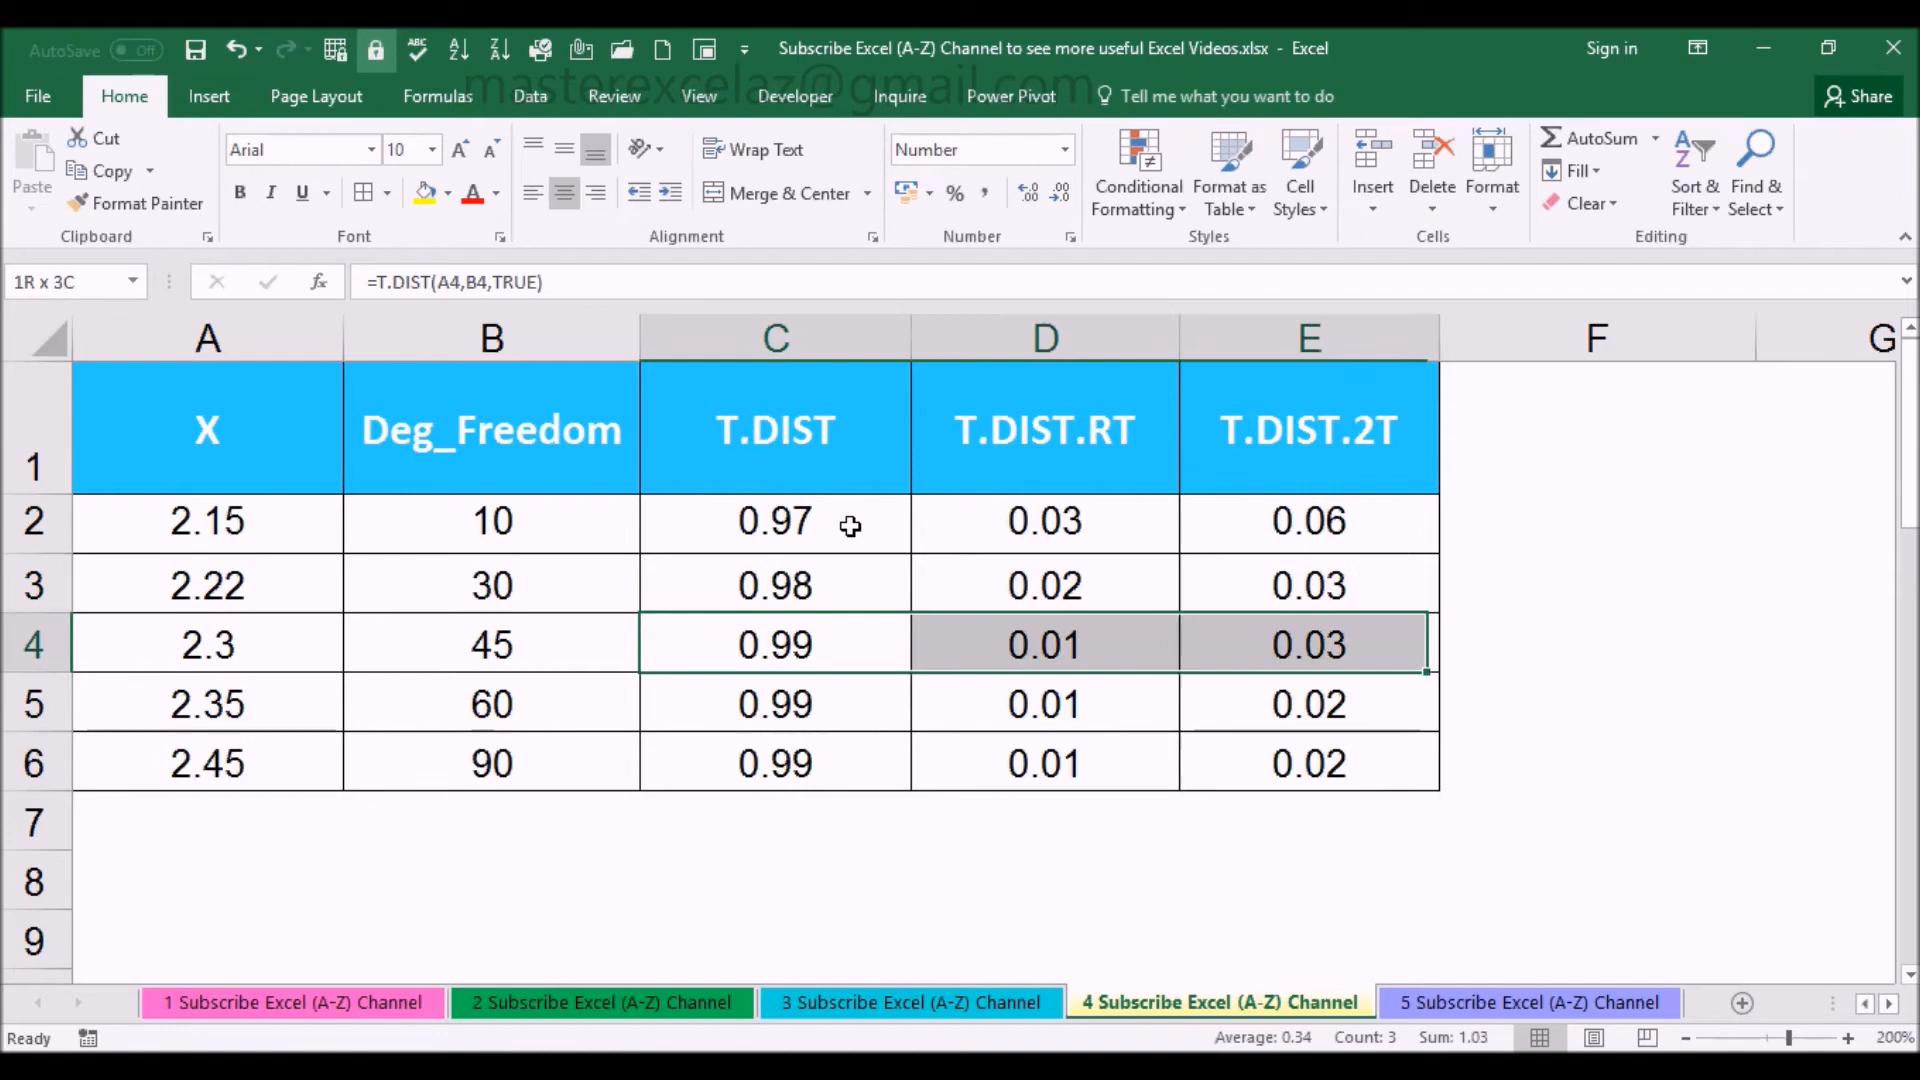 AutoSave Off
Subscribe Excel (A-Z) Channel to see more useful Excel Videos.xlsx - Excel
Sign in
masterexcelaz@gmail.com
File Home Insert Page Layout Formulas Data Review View Developer Inquire Power Pivot Tell me what you want to do Share
Paste
Cut
Copy
Format Painter
Clipboard
Arial 10
B I U
Font
Wrap Text
Merge & Center
Alignment
Number
%
Number
Conditional Formatting
Format as Table
Cell Styles
Styles
Insert
Delete
Format
Cells
AutoSum
Fill
Clear
Sort & Filter
Find & Select
Editing
1R x 3C fx =T.DIST(A4,B4,TRUE)
A B C D E F G
1 X Deg_Freedom T.DIST T.DIST.RT T.DIST.2T
2 2.15 10 0.97 0.03 0.06
3 2.22 30 0.98 0.02 0.03
4 2.3 45 0.99 0.01 0.03
5 2.35 60 0.99 0.01 0.02
6 2.45 90 0.99 0.01 0.02
7
8
9
1 Subscribe Excel (A-Z) Channel 2 Subscribe Excel (A-Z) Channel 3 Subscribe Excel (A-Z) Channel 4 Subscribe Excel (A-Z) Channel 5 Subscribe Excel (A-Z) Channel
Ready Average: 0.34 Count: 3 Sum: 1.03 200%